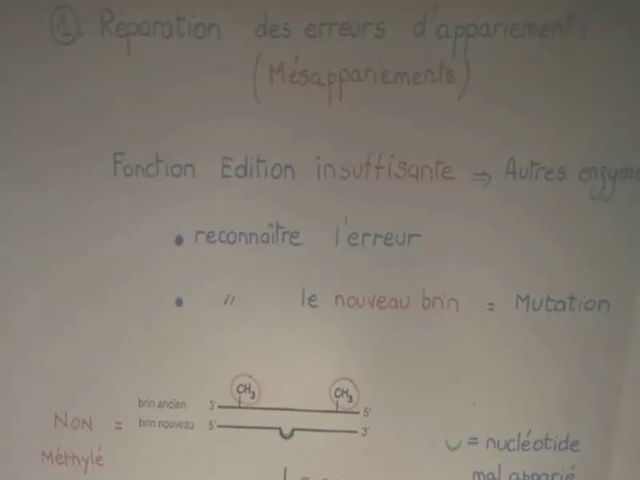 ① Réparation des erreurs d'appariement.
(Mésappariements)
Fonction Edition insuffisante ⇒ Autres enzyme
• reconnaître l'erreur
• // le nouveau brin = Mutation
CH₃ CH₃
brin ancien 3' 5'
NON = brin nouveau 5' 3'
Méthylé
= nucléotide
mal apparié